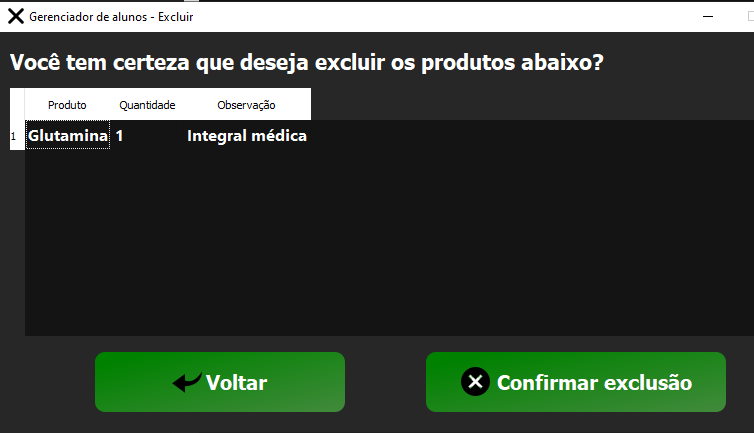 Gerenciador de alunos - Excluir
Você tem certeza que deseja excluir os produtos abaixo?
Produto Quantidade Observação
1 Glutamina 1 Integral médica
Voltar Confirmar exclusão